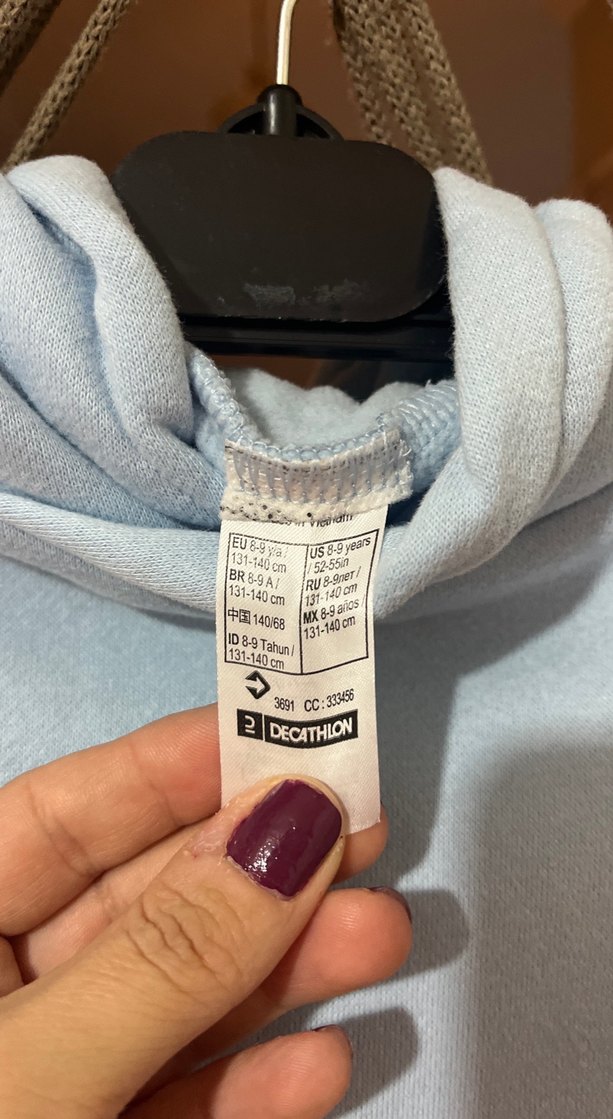 in Vietnam
EU 8-9 y/a /
131-140 cm
BR 8-9 A /
131-140 cm
中国 140/68
ID 8-9 Tahun /
131-140 cm
US 8-9 years
/ 52-55in
RU 8-9лет /
131-140 cm
MX 8-9 años /
131-140 cm
3691 CC : 333456
DECATHLON